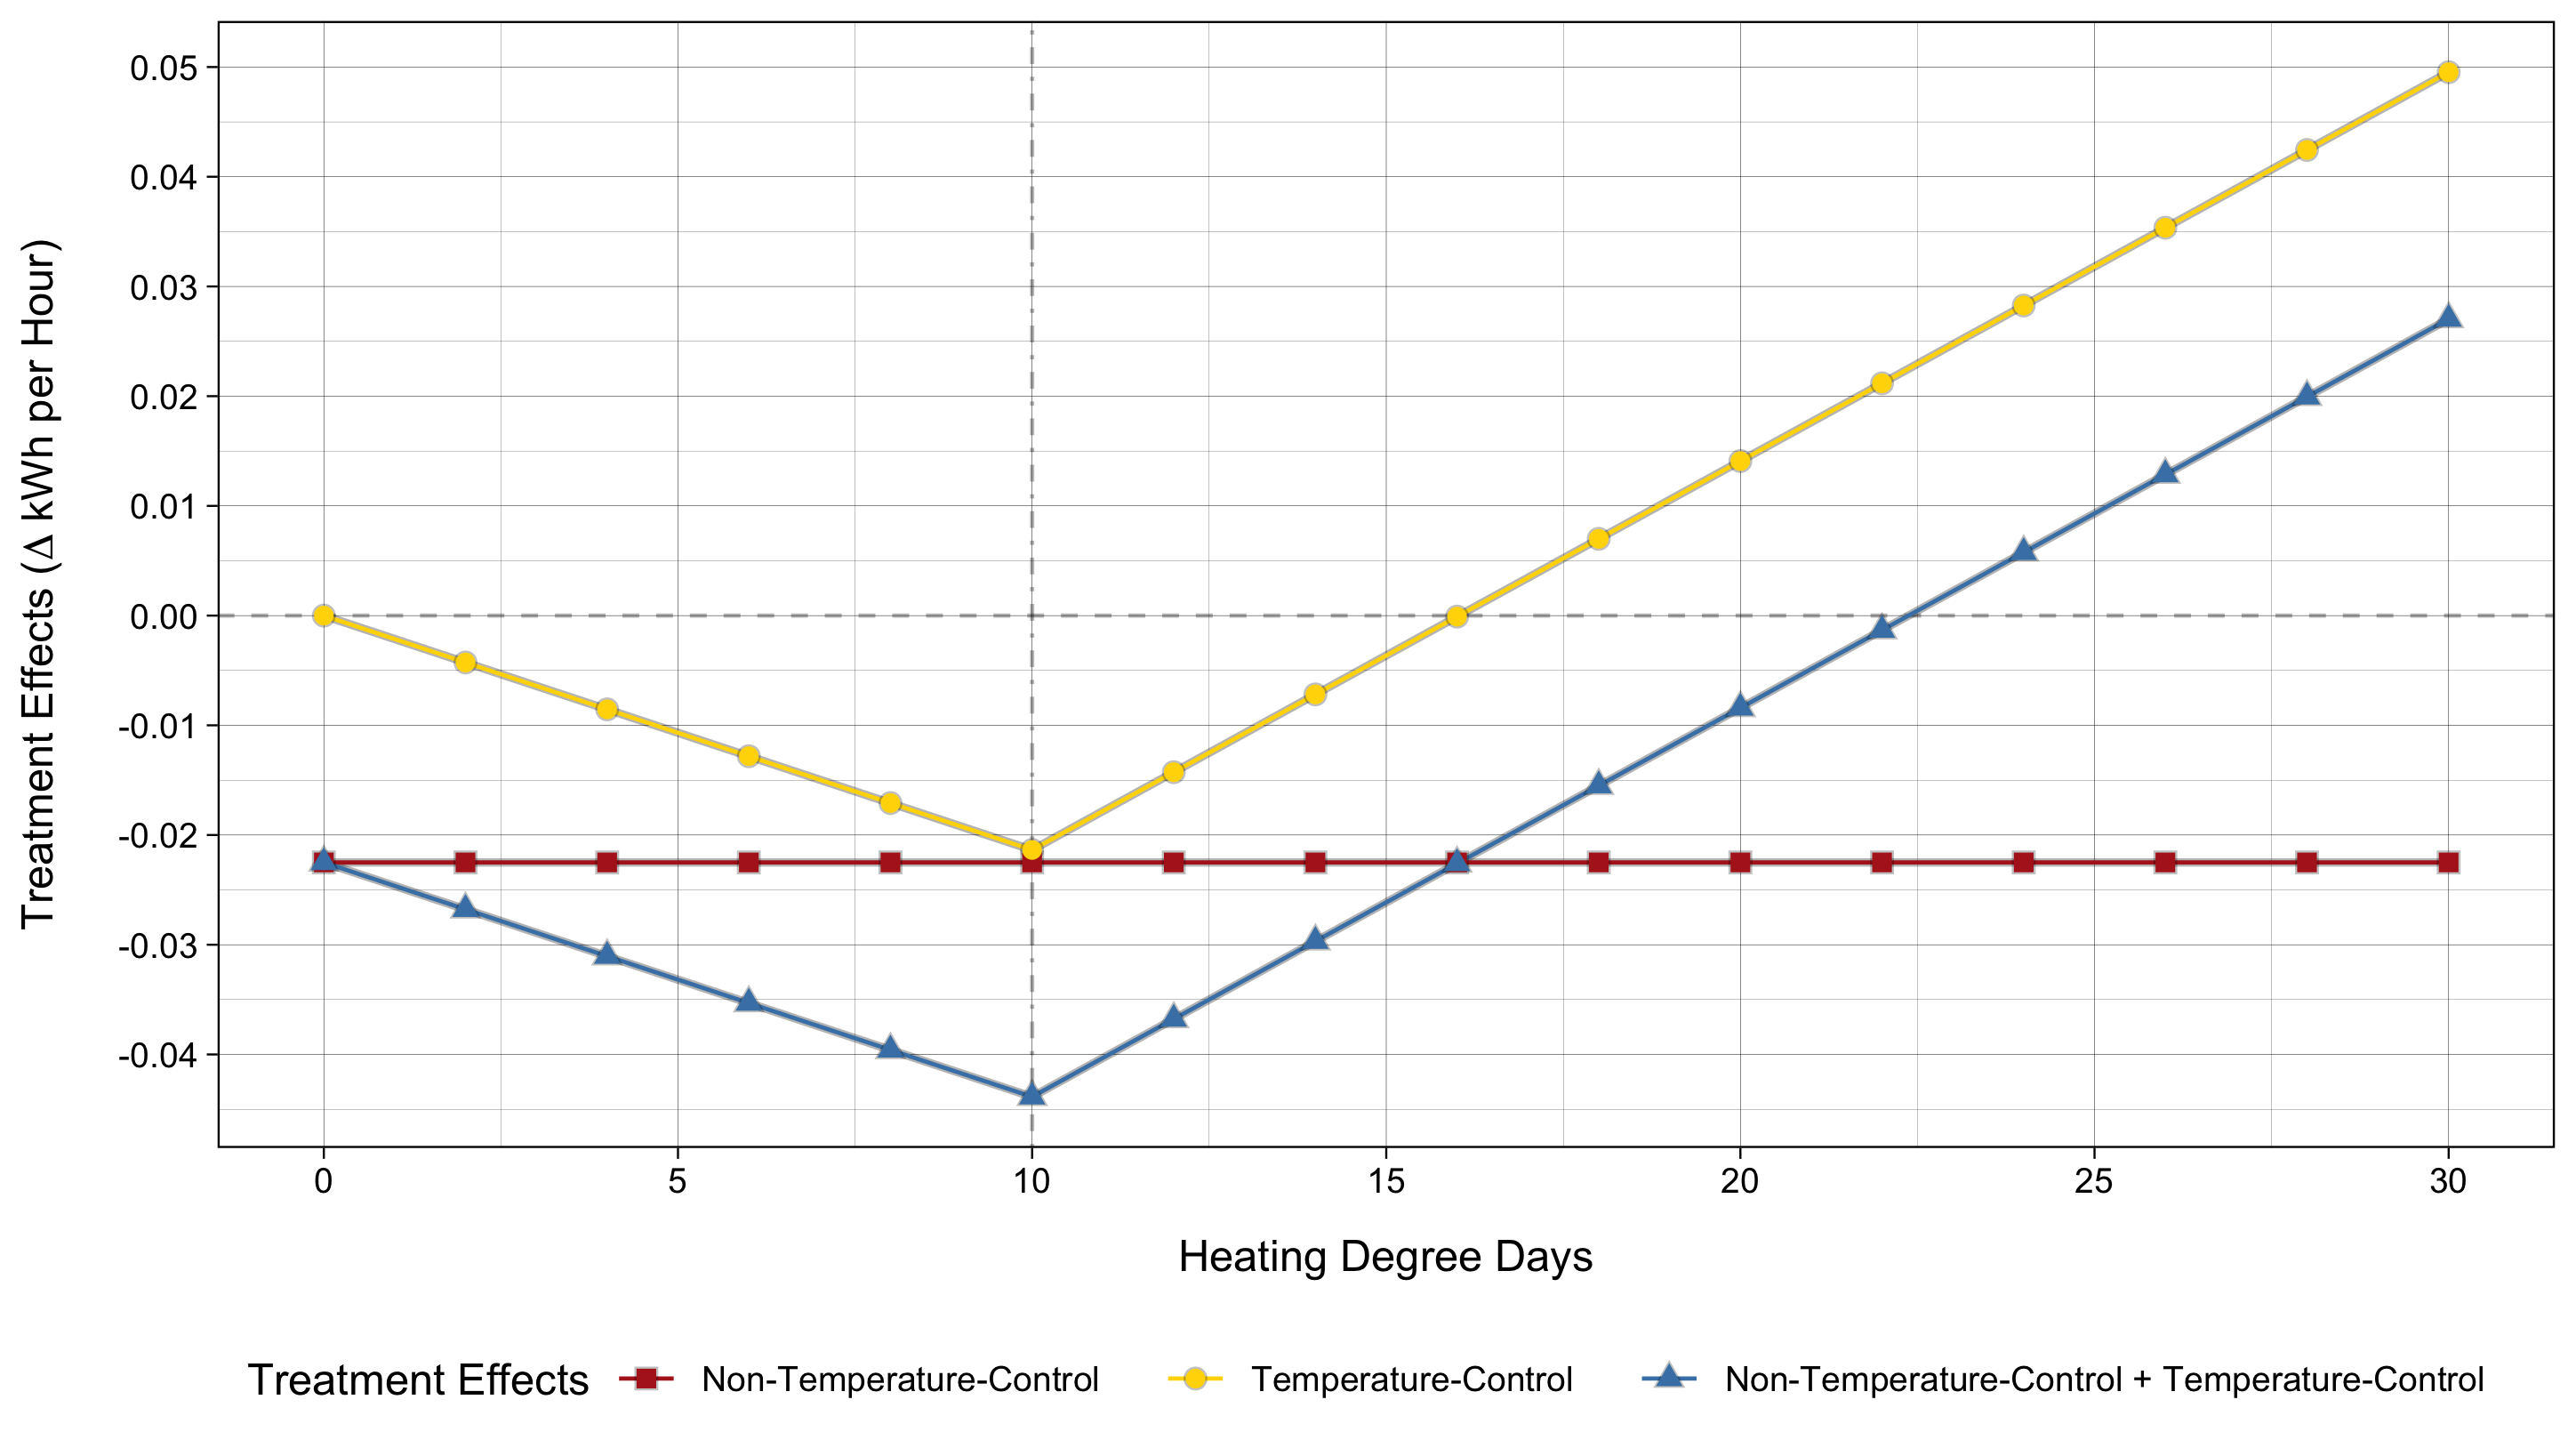 Treatment Effects (Δ kWh per Hour)
0.05
0.04
0.03
0.02
0.01
0.00
-0.01
-0.02
-0.03
-0.04
0 5 10 15 20 25 30
Heating Degree Days
Treatment Effects Non-Temperature-Control Temperature-Control Non-Temperature-Control + Temperature-Control